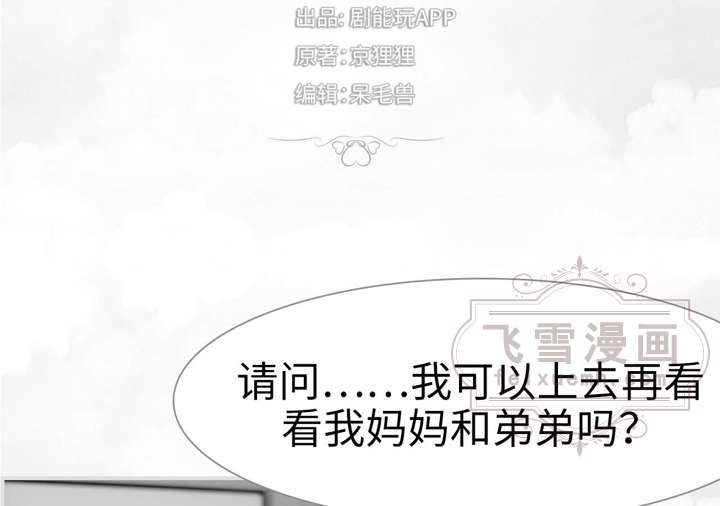 出品：剧能玩APP
原著：京狸狸
编辑：呆毛兽
飞雪漫画
请问……我可以上去再看
看我妈妈和弟弟吗？